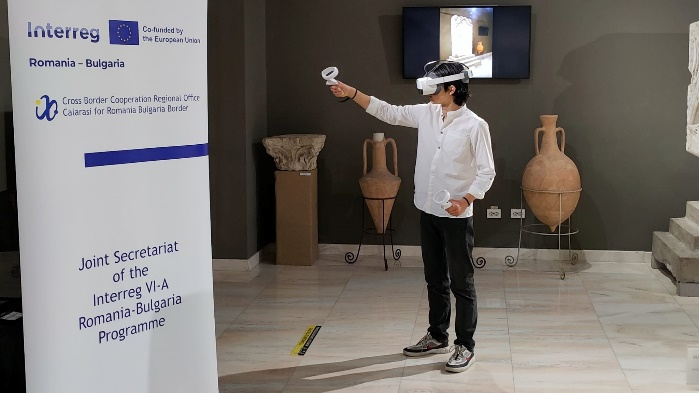 Interreg
Co-funded by
the European Union
Romania – Bulgaria
Cross Border Cooperation Regional Office
Calarasi for Romania Bulgaria Border
Joint Secretariat
of the
Interreg VI-A
Romania-Bulgaria
Programme